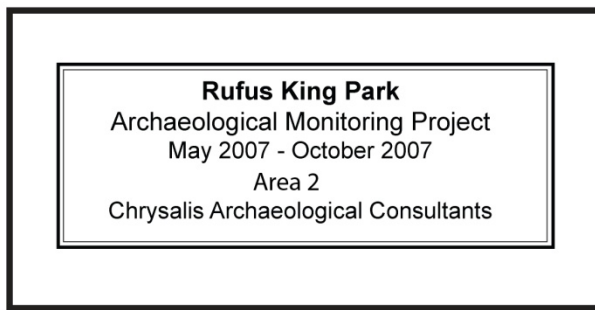 Rufus King Park
Archaeological Monitoring Project
May 2007 - October 2007
Area 2
Chrysalis Archaeological Consultants